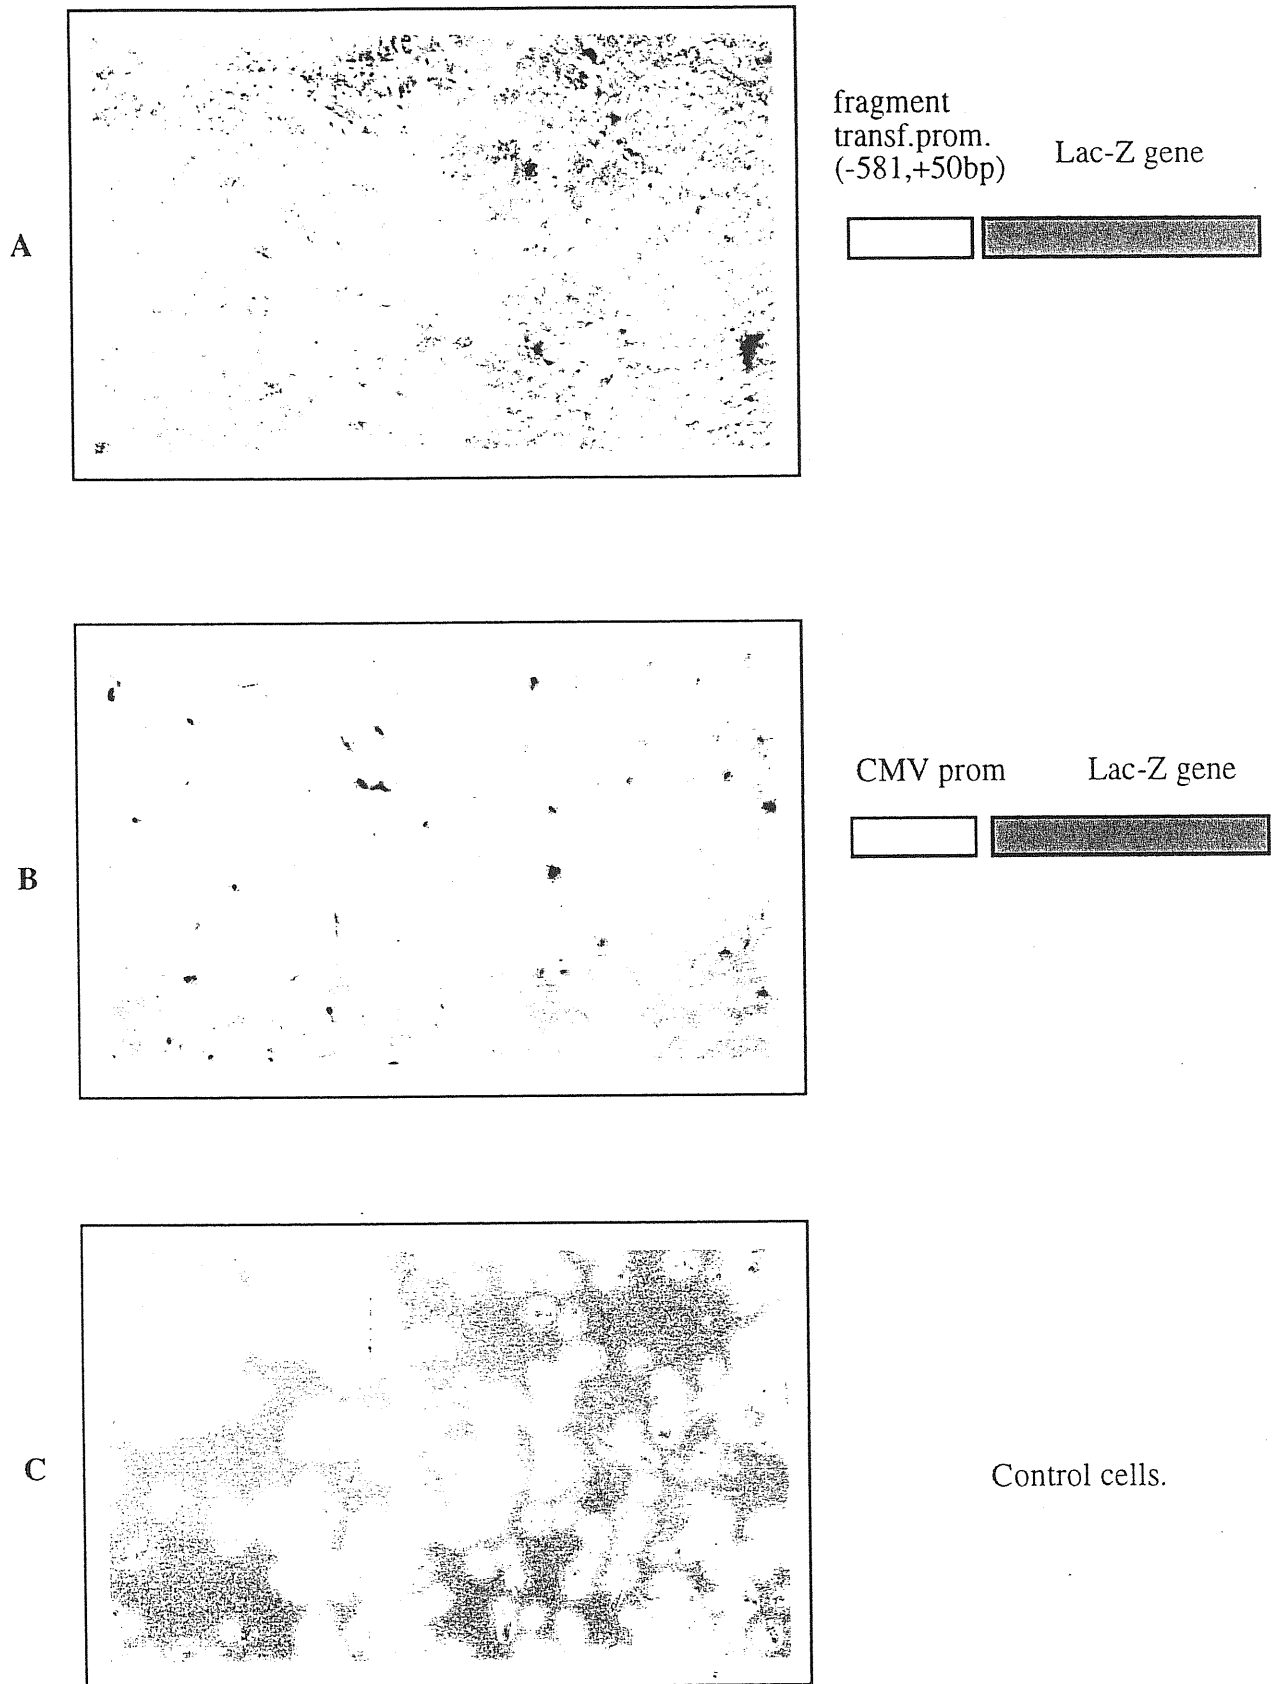 fragment
transf.prom.
(-581,+50bp)
Lac-Z gene
A
CMV prom
Lac-Z gene
B
C
Control cells.